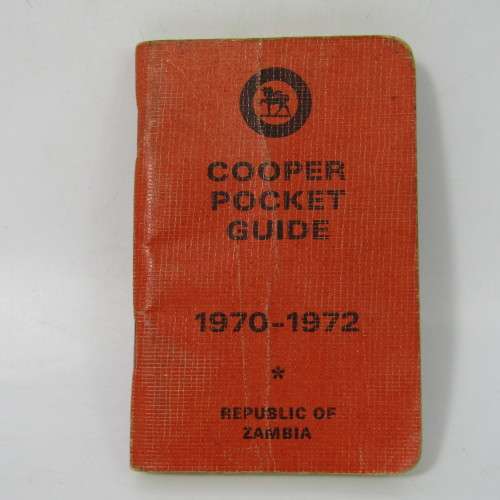 COOPER
POCKET
GUIDE
1970-1972
*
REPUBLIC OF
ZAMBIA